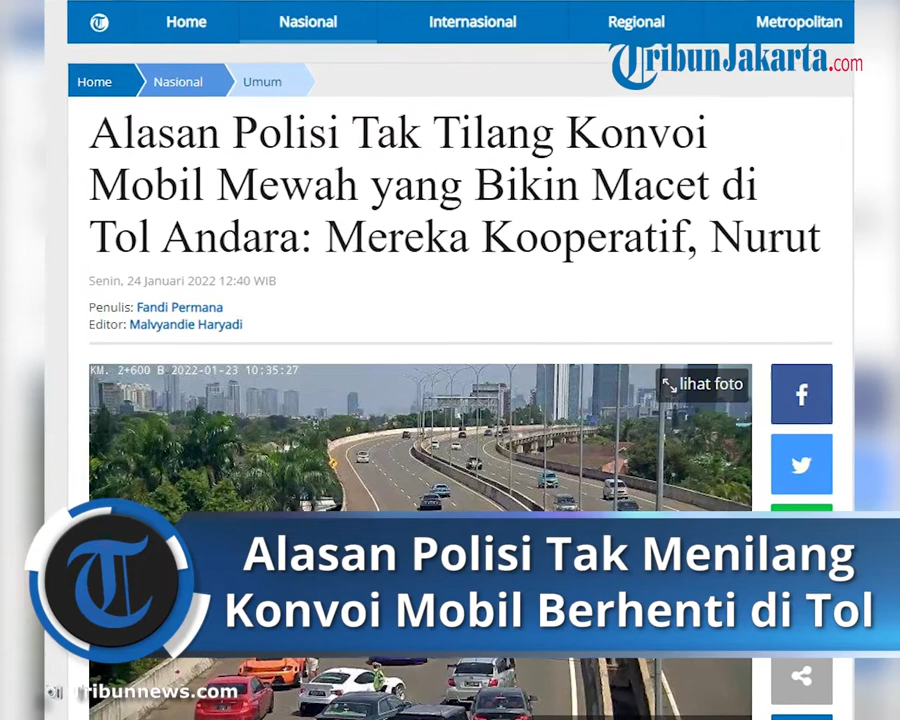 Home Nasional Internasional Regional Metropolitan
TribunJakarta.com
Home Nasional Umum
Alasan Polisi Tak Tilang Konvoi
Mobil Mewah yang Bikin Macet di
Tol Andara: Mereka Kooperatif, Nurut
Senin, 24 Januari 2022 12:40 WIB
Penulis: Fandi Permana
Editor: Malvyandie Haryadi
KM. 2+600 B 2022-01-23 10:35:27
lihat foto
Alasan Polisi Tak Menilang
Konvoi Mobil Berhenti di Tol
Tribunnews.com